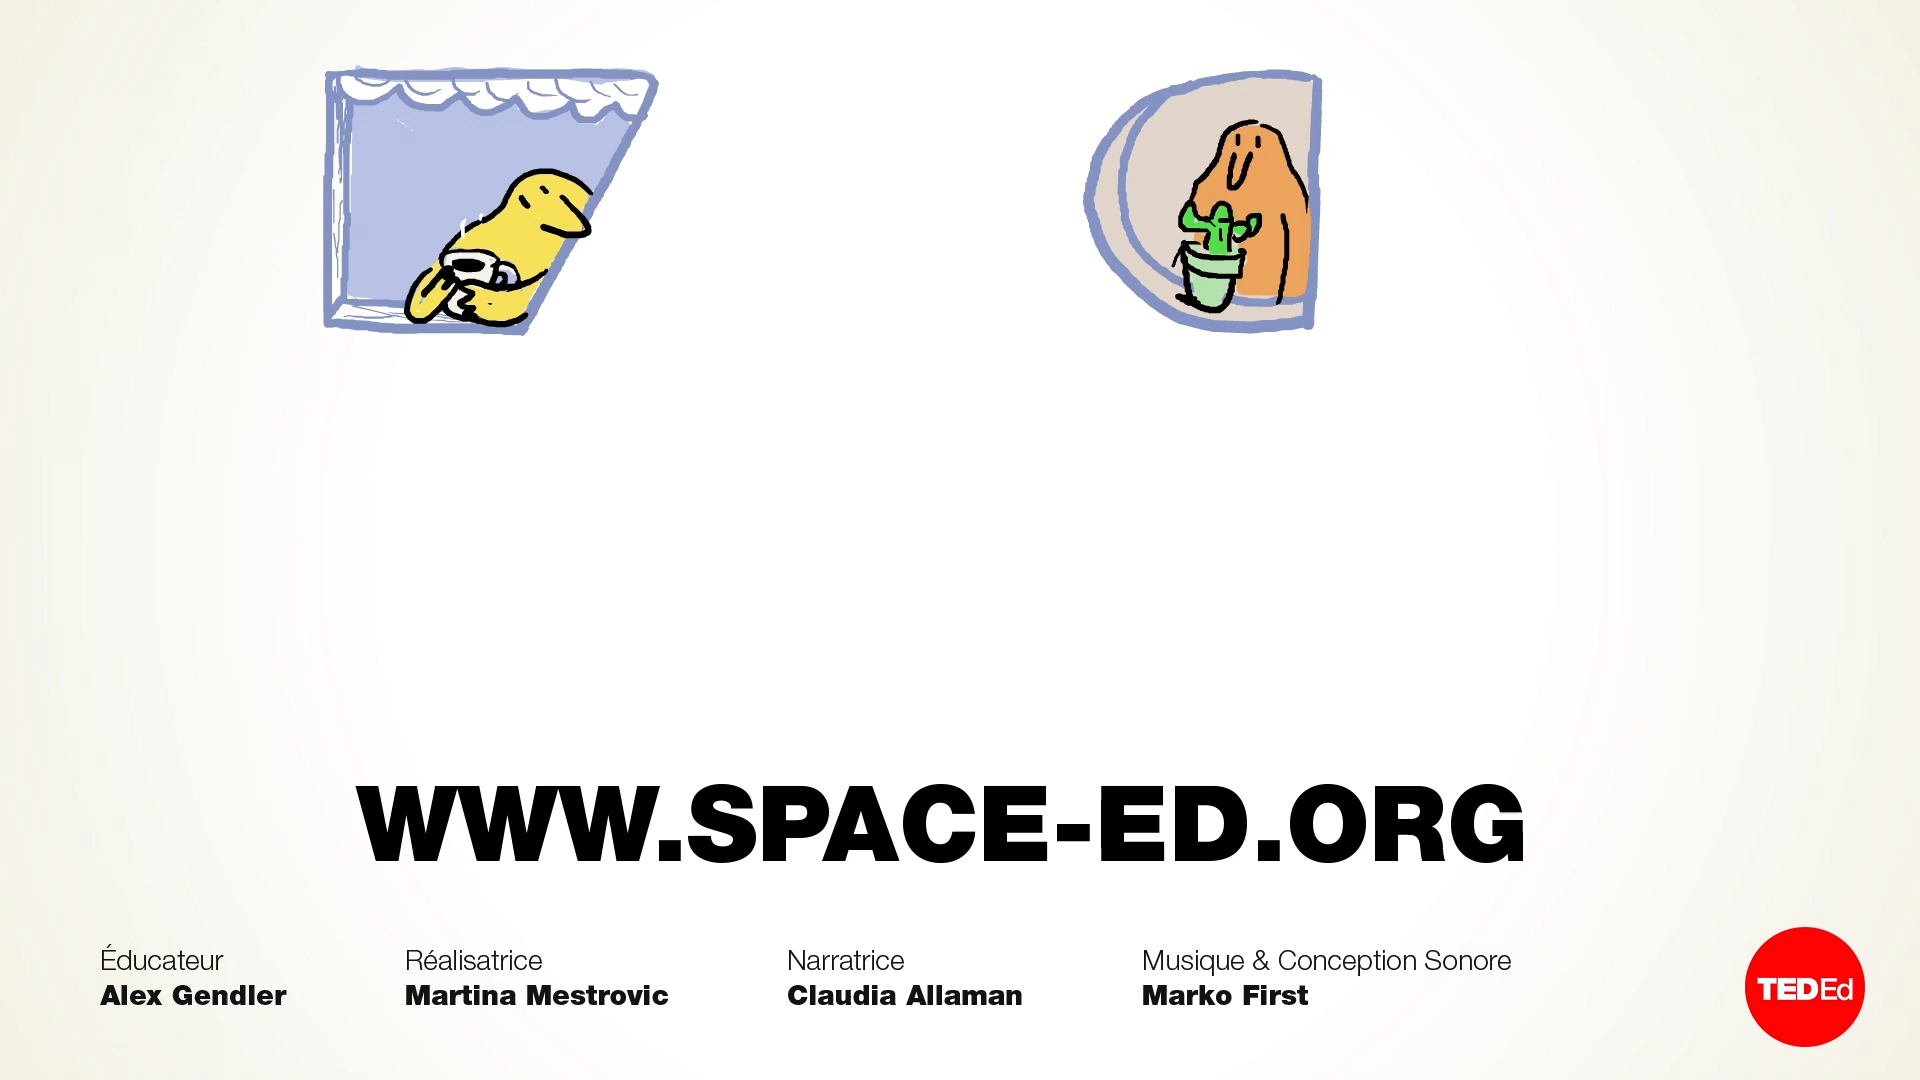 WWW.SPACE-ED.ORG
Éducateur
Alex Gendler
Réalisatrice
Martina Mestrovic
Narratrice
Claudia Allaman
Musique & Conception Sonore
Marko First
TEDEd